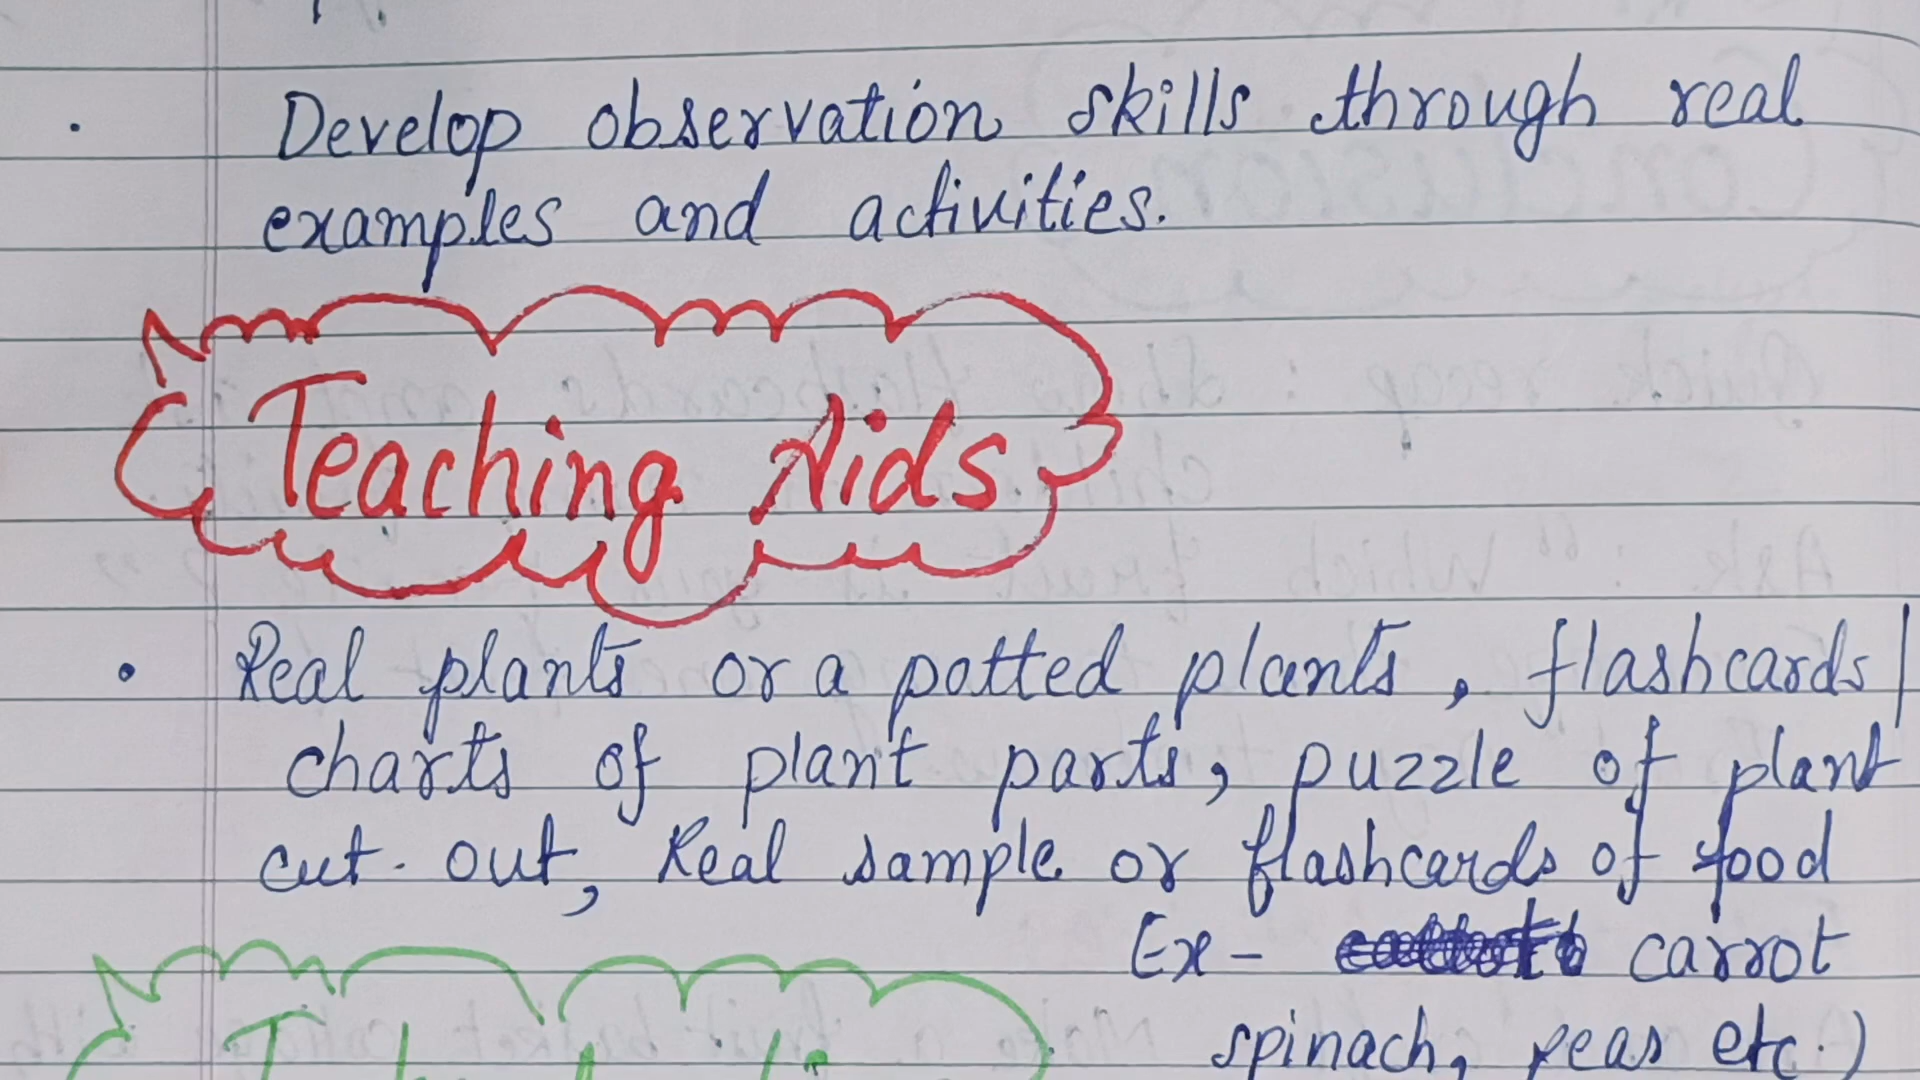 . Develop observation skills through real
examples and activities.
Teaching Aids
• Real plants or a potted plants, flashcards/
charts of plant parts, puzzle of plant
cut-out, Real sample or flashcards of food
Ex - carrot
spinach, peas etc.)